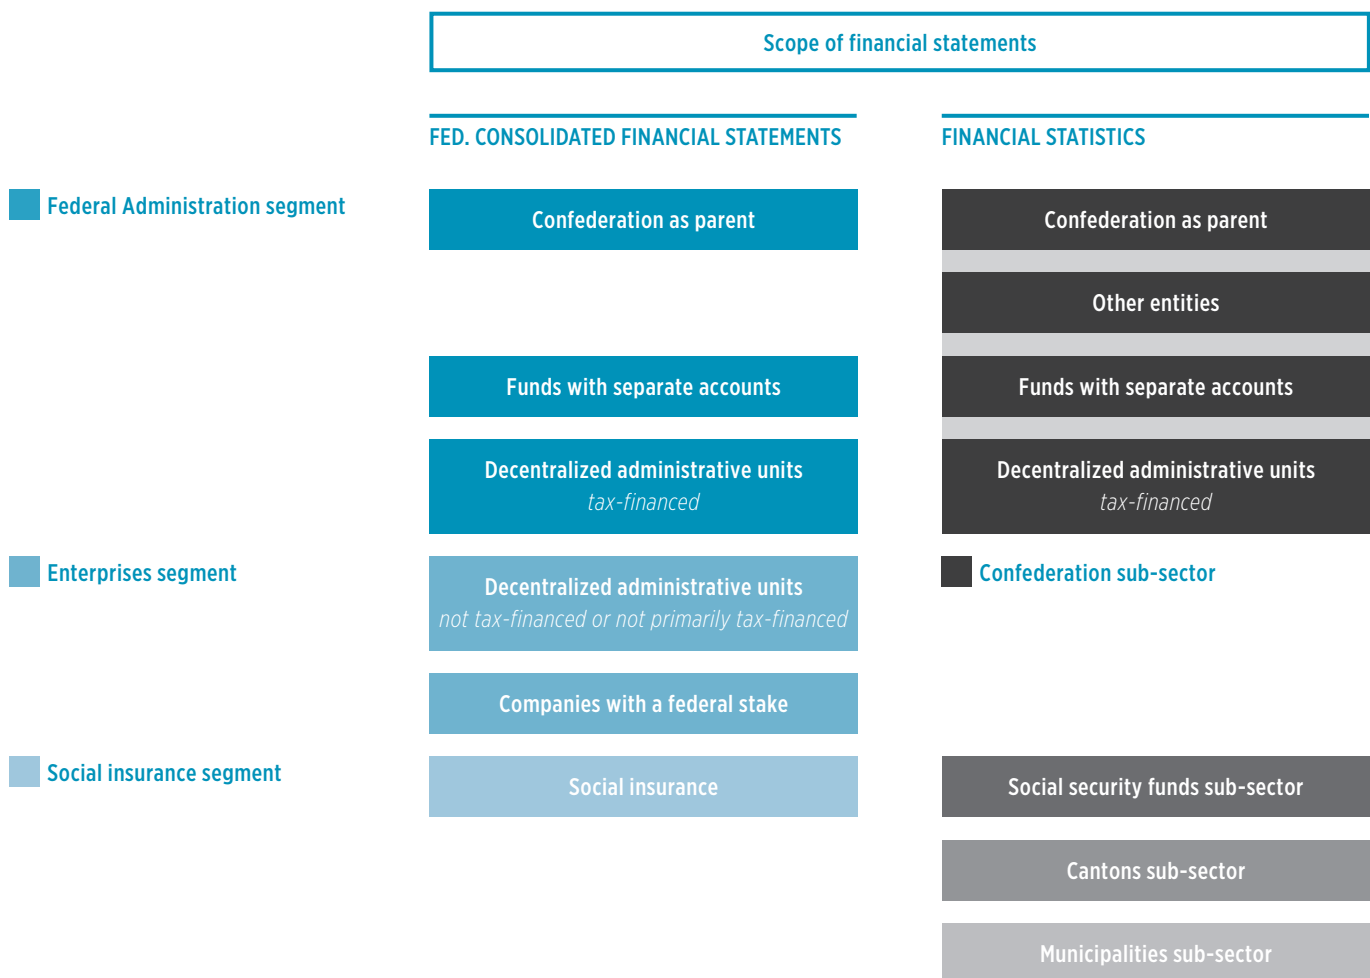 Scope of financial statements
FED. CONSOLIDATED FINANCIAL STATEMENTS
FINANCIAL STATISTICS
Federal Administration segment
Confederation as parent
Confederation as parent
Other entities
Funds with separate accounts
Funds with separate accounts
Decentralized administrative units
tax-financed
Decentralized administrative units
tax-financed
Enterprises segment
Decentralized administrative units
not tax-financed or not primarily tax-financed
Confederation sub-sector
Companies with a federal stake
Social insurance segment
Social insurance
Social security funds sub-sector
Cantons sub-sector
Municipalities sub-sector